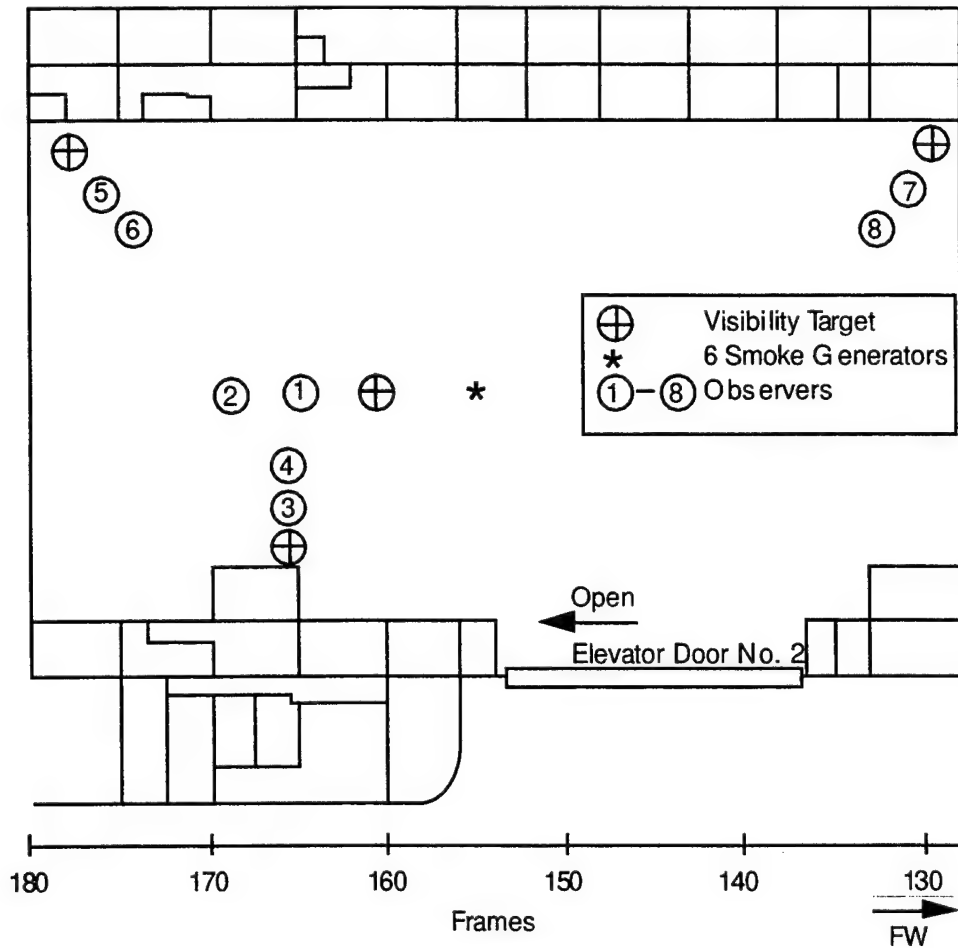 5
7
6
8
Visibility Target
* 6 Smoke Generators
1 – 8 Observers
2 1 *
4
3
Open
Elevator Door No. 2
180 170 160 150 140 130
Frames
FW